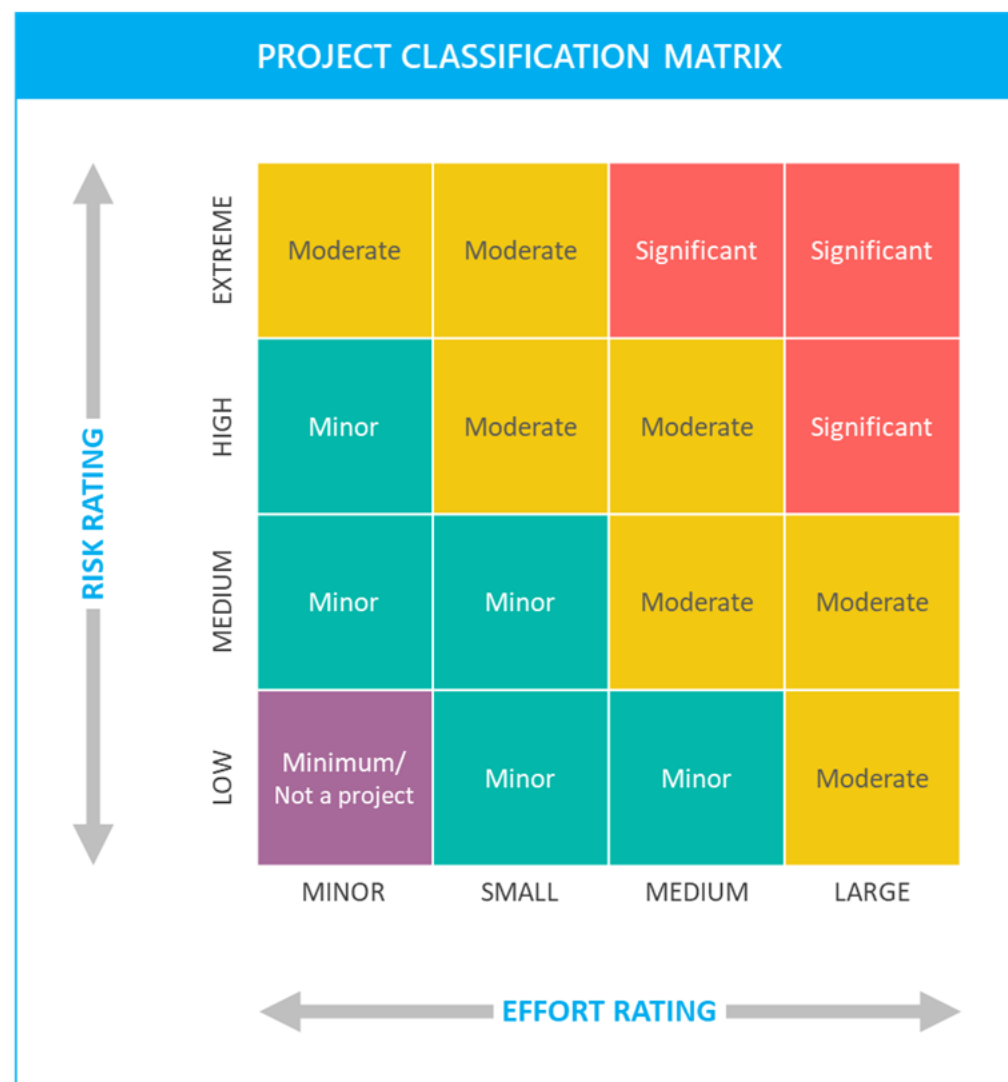 PROJECT CLASSIFICATION MATRIX
RISK RATING
EXTREME
Moderate
Moderate
Significant
Significant
HIGH
Minor
Moderate
Moderate
Significant
MEDIUM
Minor
Minor
Moderate
Moderate
LOW
Minimum/
Not a project
Minor
Minor
Moderate
MINOR
SMALL
MEDIUM
LARGE
EFFORT RATING